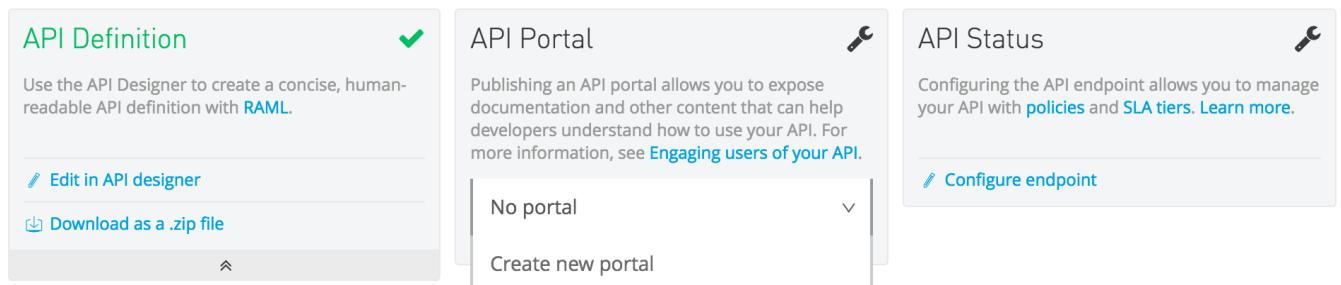 API Definition
Use the API Designer to create a concise, human-
readable API definition with RAML.
Edit in API designer
Download as a .zip file
API Portal
Publishing an API portal allows you to expose
documentation and other content that can help
developers understand how to use your API. For
more information, see Engaging users of your API.
No portal
Create new portal
API Status
Configuring the API endpoint allows you to manage
your API with policies and SLA tiers. Learn more.
Configure endpoint